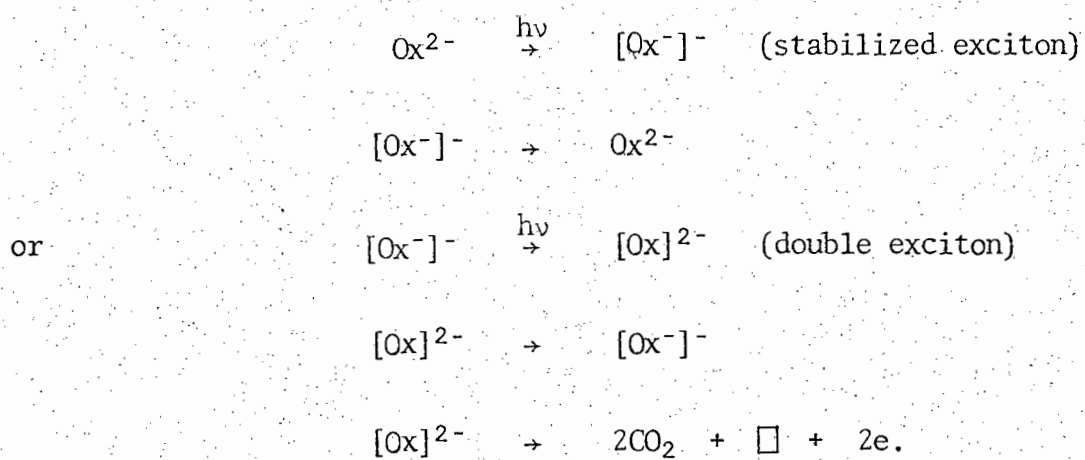 Ox²⁻ hν→ [Ox⁻]⁻ (stabilized exciton)
[Ox⁻]⁻ → Ox²⁻
or [Ox⁻]⁻ hν→ [Ox]²⁻ (double exciton)
[Ox]²⁻ → [Ox⁻]⁻
[Ox]²⁻ → 2CO₂ + □ + 2e.